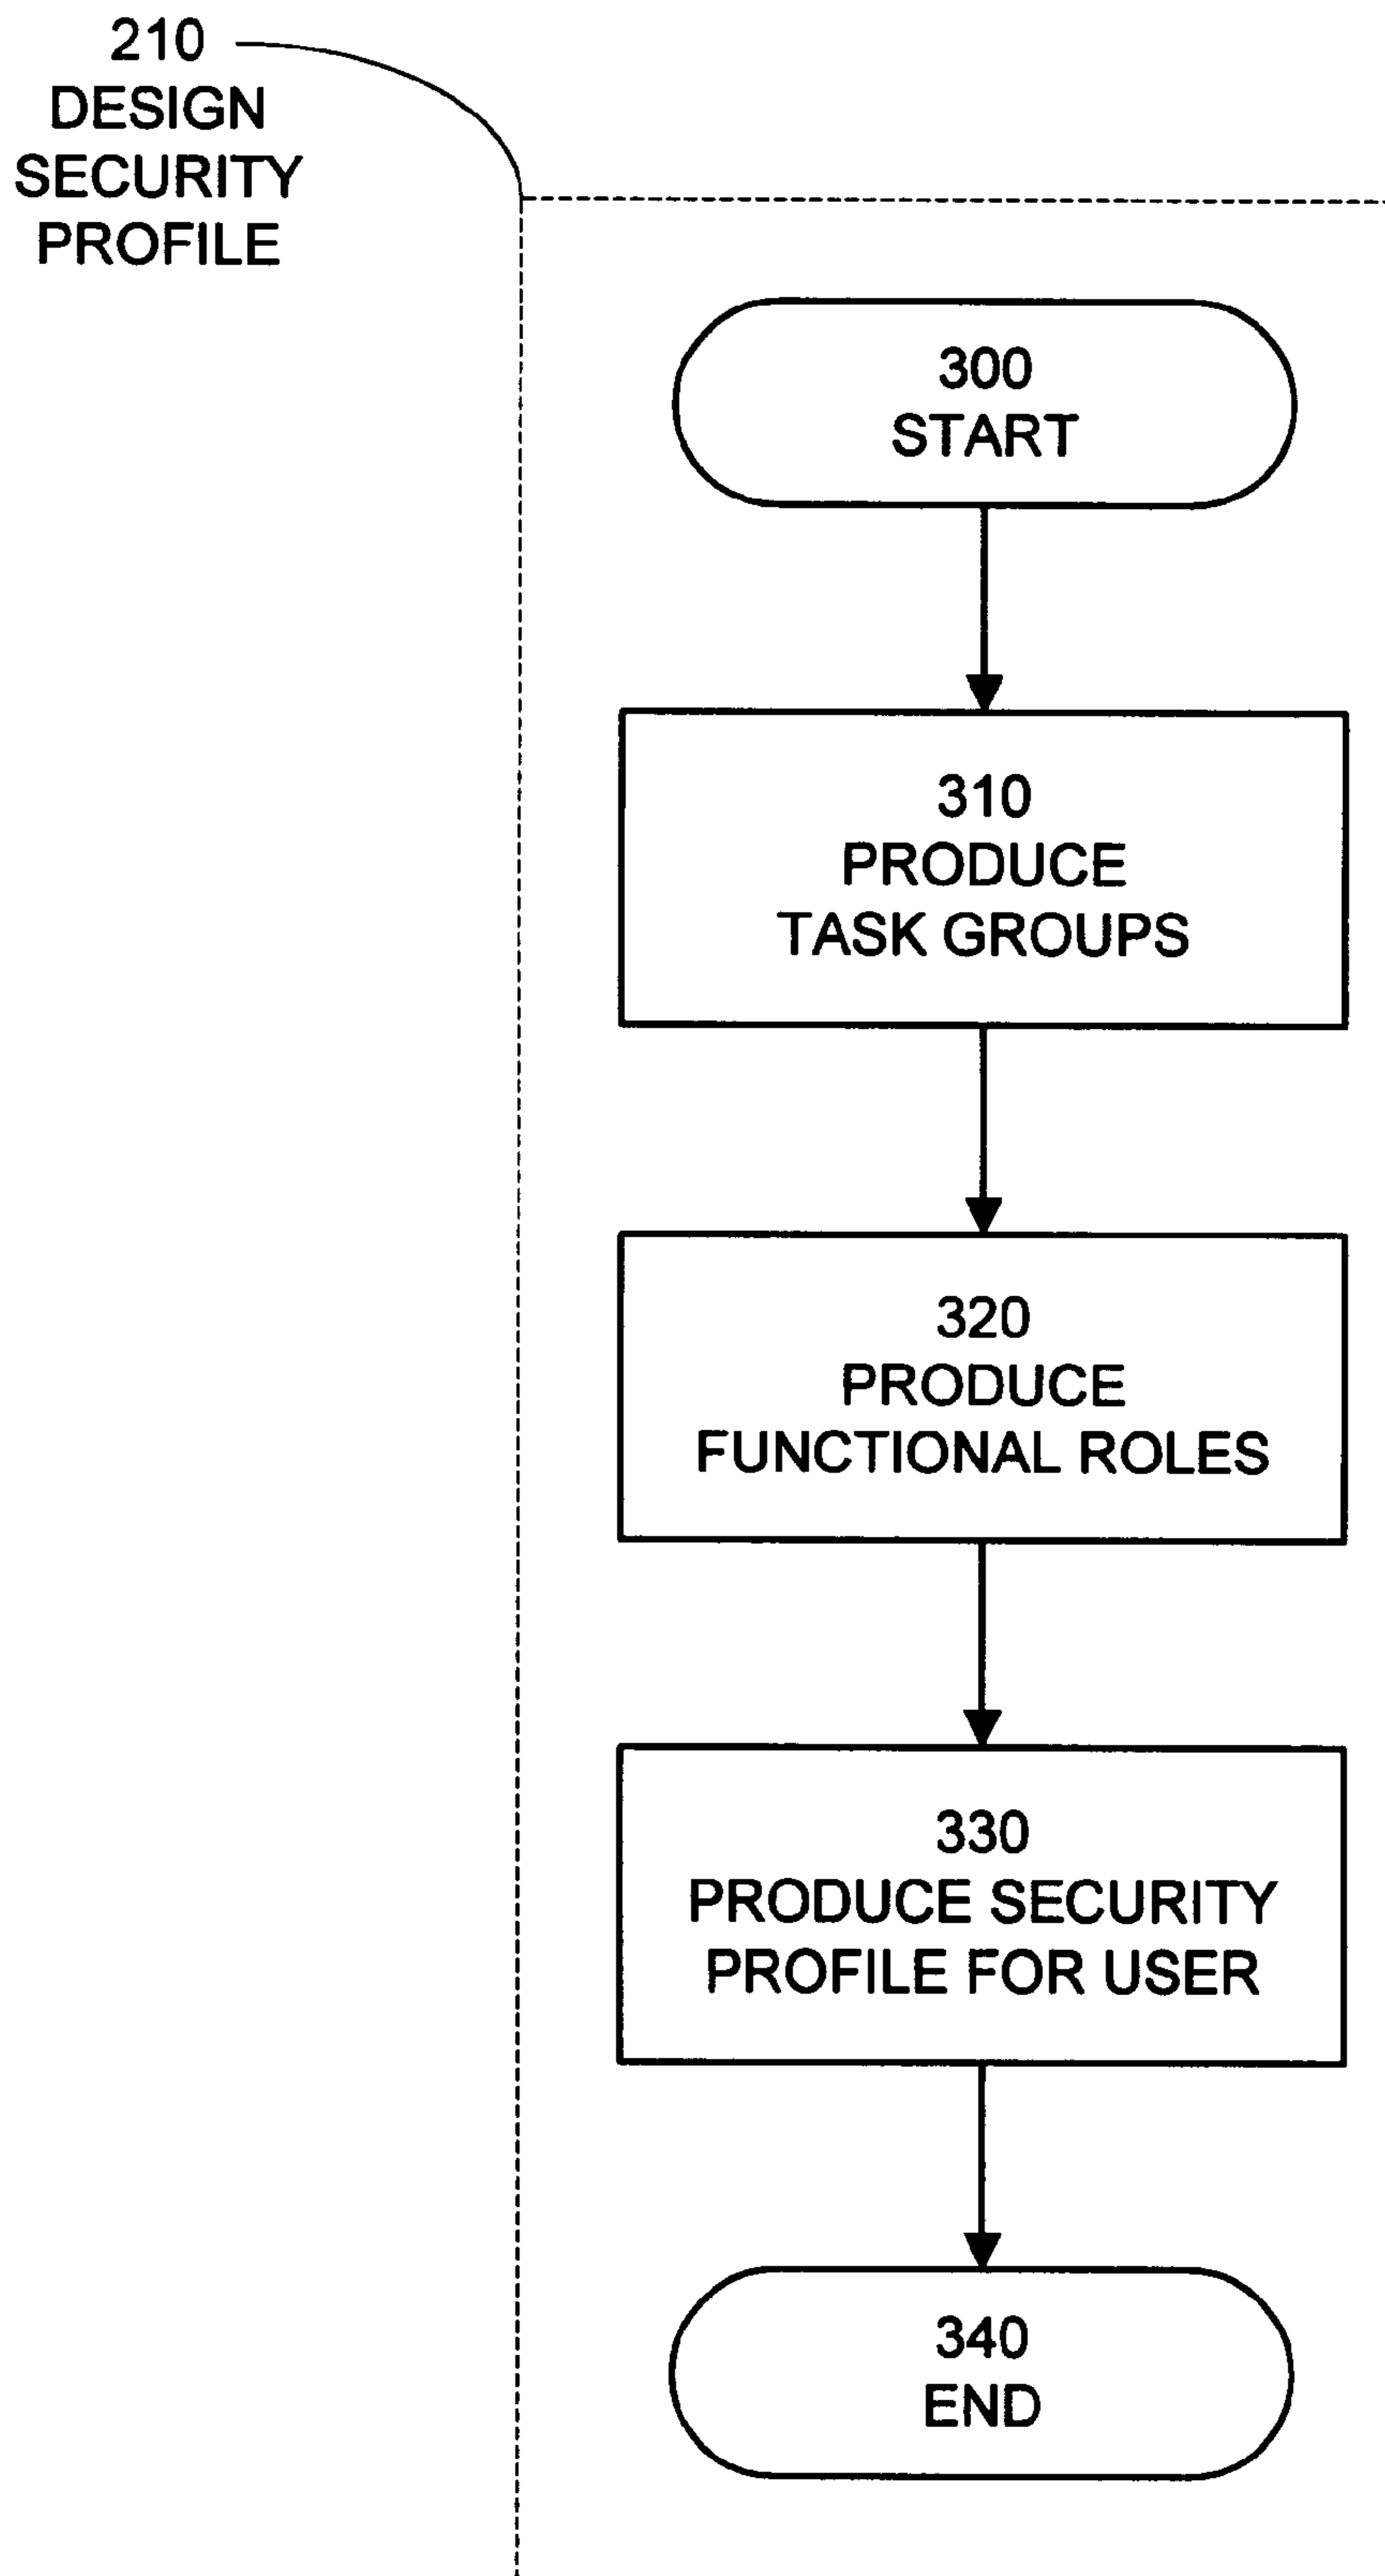 210
DESIGN
SECURITY
PROFILE
300
START
310
PRODUCE
TASK GROUPS
320
PRODUCE
FUNCTIONAL ROLES
330
PRODUCE SECURITY
PROFILE FOR USER
340
END